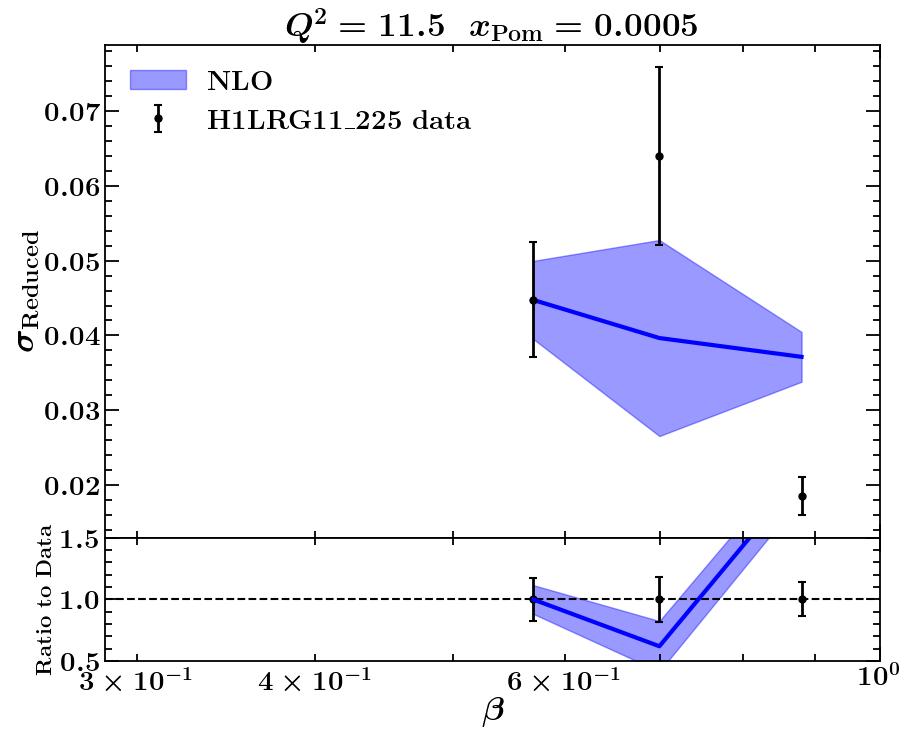 Q² = 11.5 x_Pom = 0.0005
NLO
H1LRG11_225 data
0.07
0.06
0.05
0.04
0.03
0.02
σ_Reduced
1.5
1.0
0.5
Ratio to Data
3 × 10⁻¹ 4 × 10⁻¹ 6 × 10⁻¹ 10⁰
β